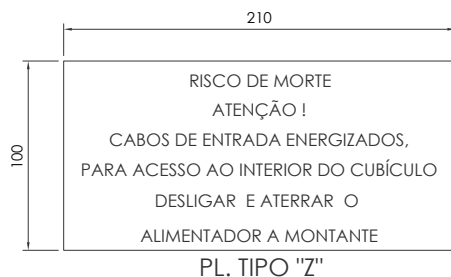 210
100
RISCO DE MORTE
ATENÇÃO !
CABOS DE ENTRADA ENERGIZADOS,
PARA ACESSO AO INTERIOR DO CUBÍCULO
DESLIGAR E ATERRAR O
ALIMENTADOR A MONTANTE
PL. TIPO "Z"